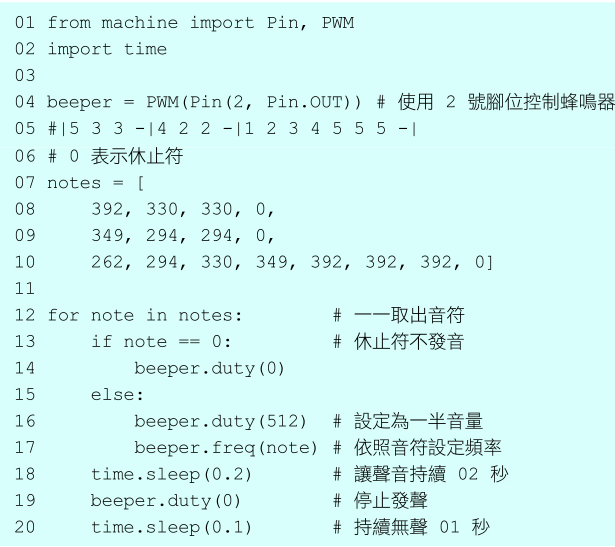 01 from machine import Pin, PWM
02 import time
03
04 beeper = PWM(Pin(2, Pin.OUT)) # 使用 2 號腳位控制蜂鳴器
05 #|5 3 3 -|4 2 2 -|1 2 3 4 5 5 5 -|
06 # 0 表示休止符
07 notes = [
08     392, 330, 330, 0,
09     349, 294, 294, 0,
10     262, 294, 330, 349, 392, 392, 392, 0]
11
12 for note in notes:        # 一一取出音符
13     if note == 0:         # 休止符不發音
14         beeper.duty(0)
15     else:
16         beeper.duty(512)  # 設定為一半音量
17         beeper.freq(note) # 依照音符設定頻率
18     time.sleep(0.2)       # 讓聲音持續 02 秒
19     beeper.duty(0)        # 停止發聲
20     time.sleep(0.1)       # 持續無聲 01 秒